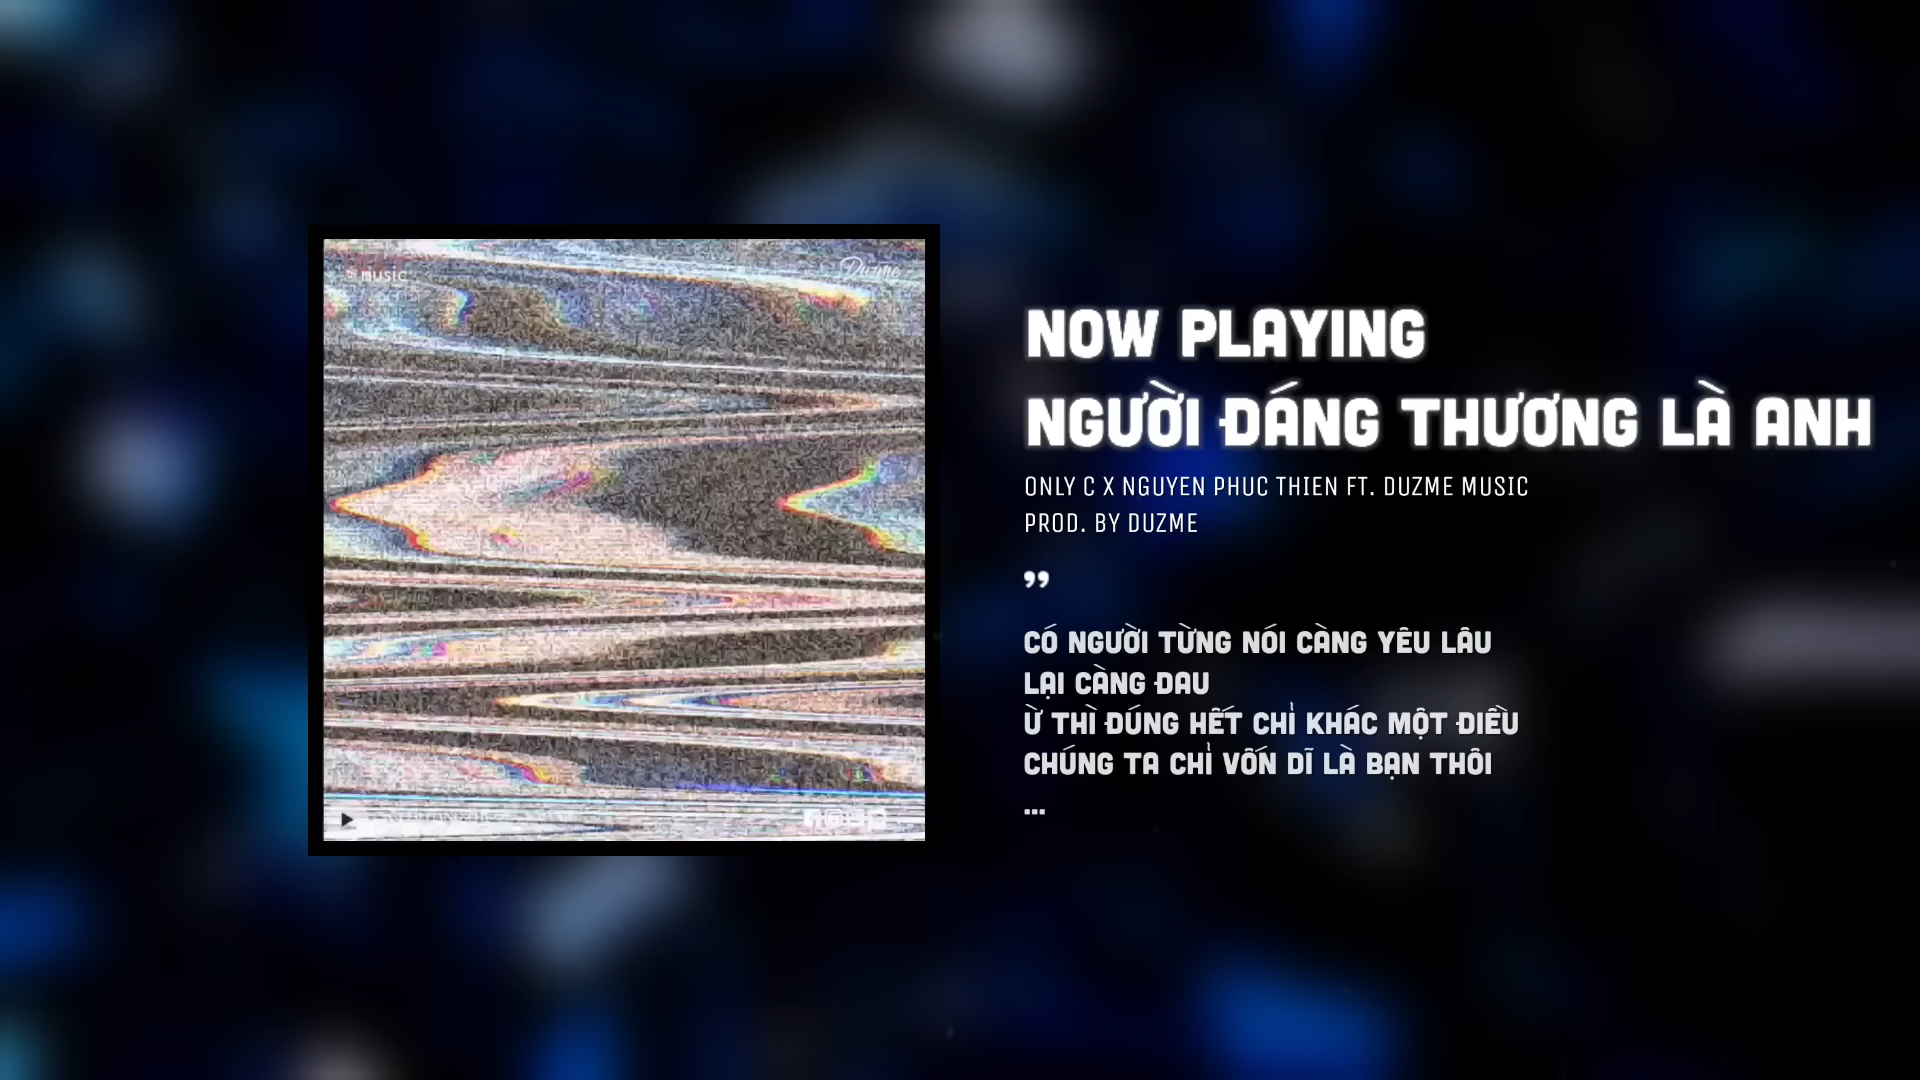 music
Duzme
NOW PLAYING
NGƯỜI ĐÁNG THƯƠNG LÀ ANH
ONLY C X NGUYEN PHUC THIEN FT. DUZME MUSIC
PROD. BY DUZME
”
CÓ NGƯỜI TỪNG NÓI CÀNG YÊU LÂU
LẠI CÀNG ĐAU
Ừ THÌ ĐÚNG HẾT CHỈ KHÁC MỘT ĐIỀU
CHÚNG TA CHỈ VỐN DĨ LÀ BẠN THÔI
...